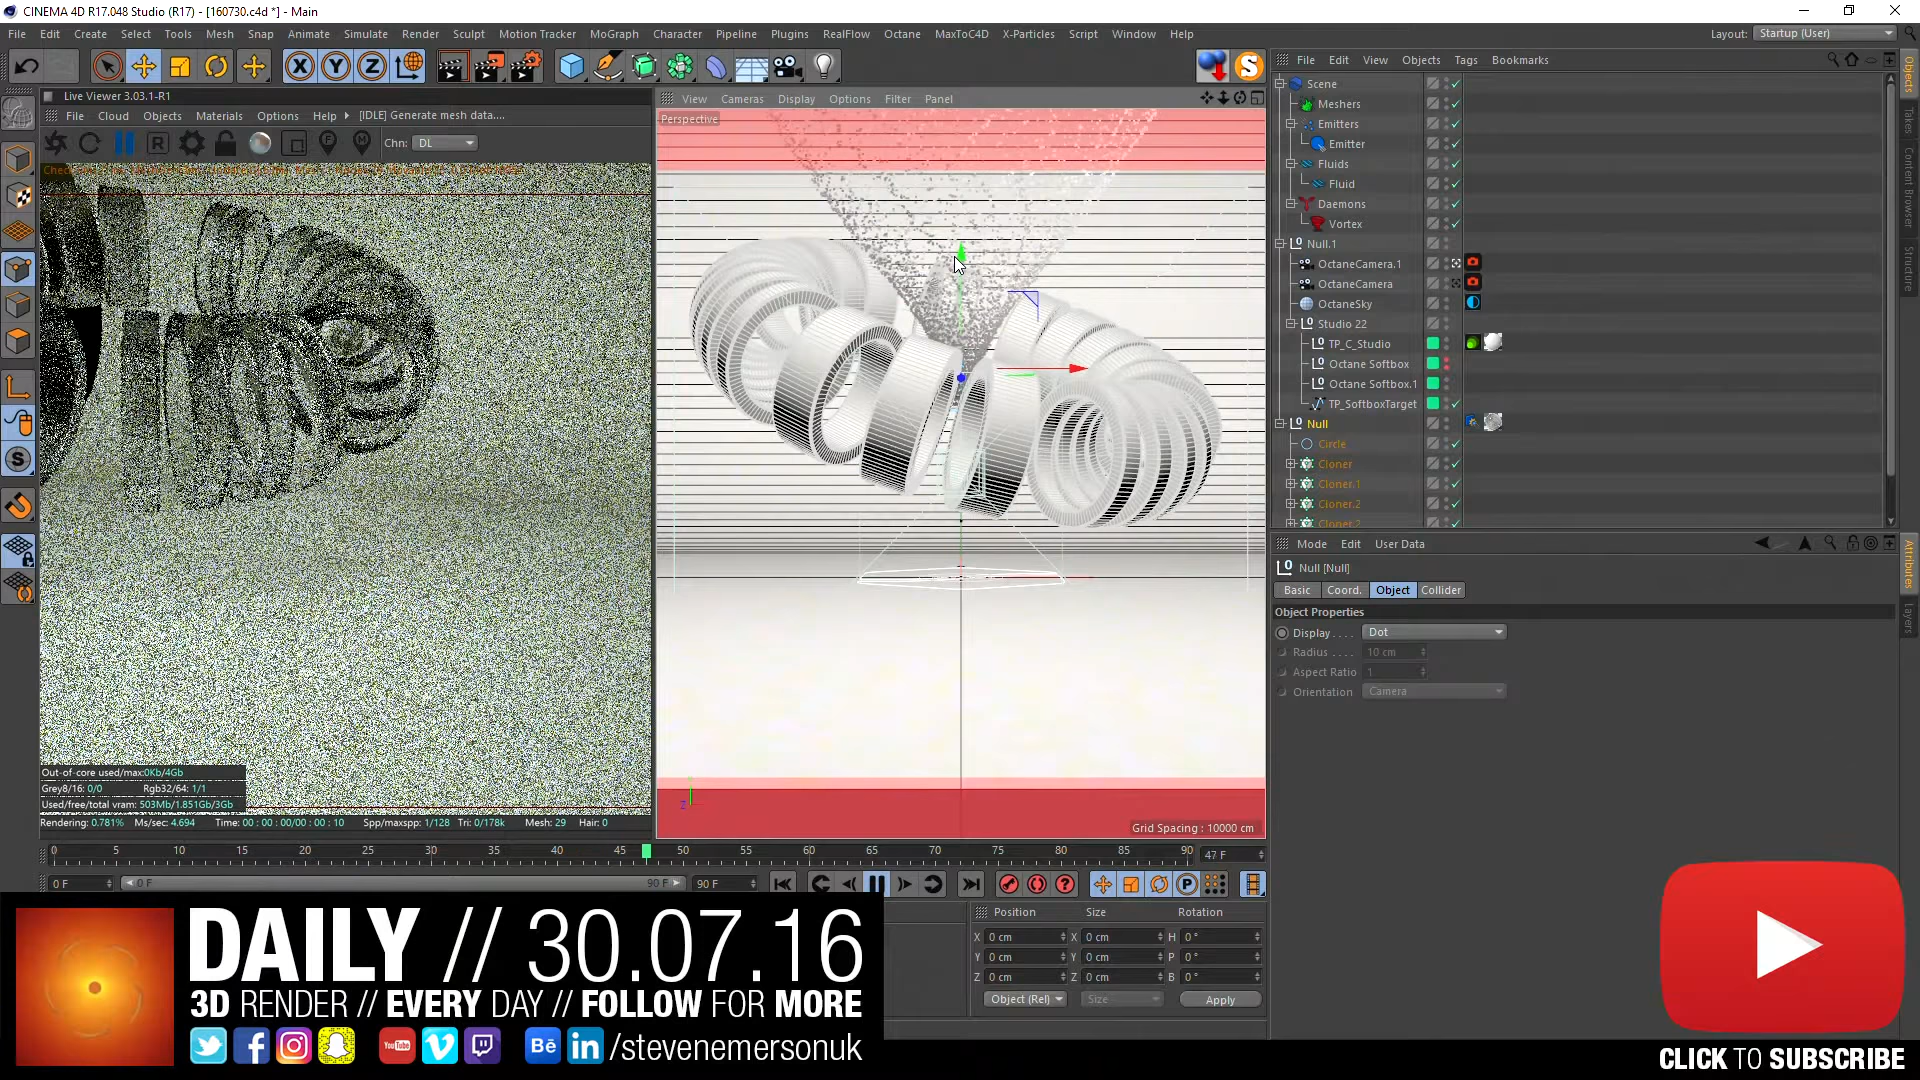 CINEMA 4D R17.048 Studio (R17) - [160730.c4d *] - Main
File Edit Create Select Tools Mesh Snap Animate Simulate Render Sculpt Motion Tracker MoGraph Character Pipeline Plugins RealFlow Octane MaxToC4D X-Particles Script Window Help
Layout: Startup (User)
X Y Z
S
Live Viewer 3.03.1-R1
File Cloud Objects Materials Options Help [IDLE] Generate mesh data....
R F M Chn: DL
Out-of-core used/max:0Kb/4Gb
Grey8/16: 0/0 Rgb32/64: 1/1
Used/free/total vram: 503Mb/1.851Gb/3Gb
Rendering: 0.781% Ms/sec: 4.694 Time: 00 : 00 : 00/00 : 00 : 10 Spp/maxspp: 1/128 Tri: 0/178k Mesh: 29 Hair: 0
View Cameras Display Options Filter Panel
Perspective
Z
Grid Spacing : 10000 cm
0 5 10 15 20 25 30 35 40 45 50 55 60 65 70 75 80 85 90 47 F
0 F 0 F 90 F 90 F
P
Position Size Rotation
X 0 cm X 0 cm H 0 °
Y 0 cm Y 0 cm P 0 °
Z 0 cm Z 0 cm B 0 °
Object (Rel) Size Apply
File Edit View Objects Tags Bookmarks
Scene
Meshers
Emitters
Emitter
Fluids
Fluid
Daemons
Vortex
Null.1
OctaneCamera.1
OctaneCamera
OctaneSky
Studio 22
TP_C_Studio
Octane Softbox
Octane Softbox.1
TP_SoftboxTarget
Null
Circle
Cloner
Cloner.1
Cloner.2
Mode Edit User Data
Null [Null]
Basic Coord. Object Collider
Object Properties
Display . . . . Dot
Radius . . . . 10 cm
Aspect Ratio 1
Orientation Camera
Objects
Takes
Content Browser
Structure
Attributes
Layers
DAILY // 30.07.16
3D RENDER // EVERY DAY // FOLLOW FOR MORE
YouTube Bē in /stevenemersonuk
CLICK TO SUBSCRIBE